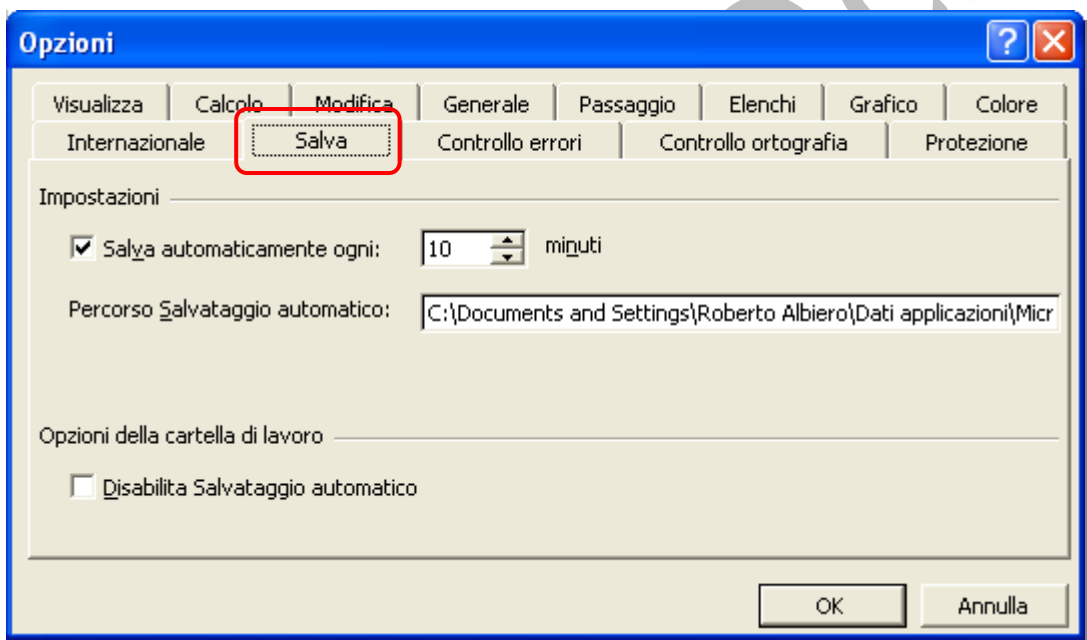 Opzioni
Visualizza Calcolo Modifica Generale Passaggio Elenchi Grafico Colore
Internazionale Salva Controllo errori Controllo ortografia Protezione
Impostazioni
Salva automaticamente ogni: 10 minuti
Percorso Salvataggio automatico: C:\Documents and Settings\Roberto Albiero\Dati applicazioni\Micr
Opzioni della cartella di lavoro
Disabilita Salvataggio automatico
OK Annulla